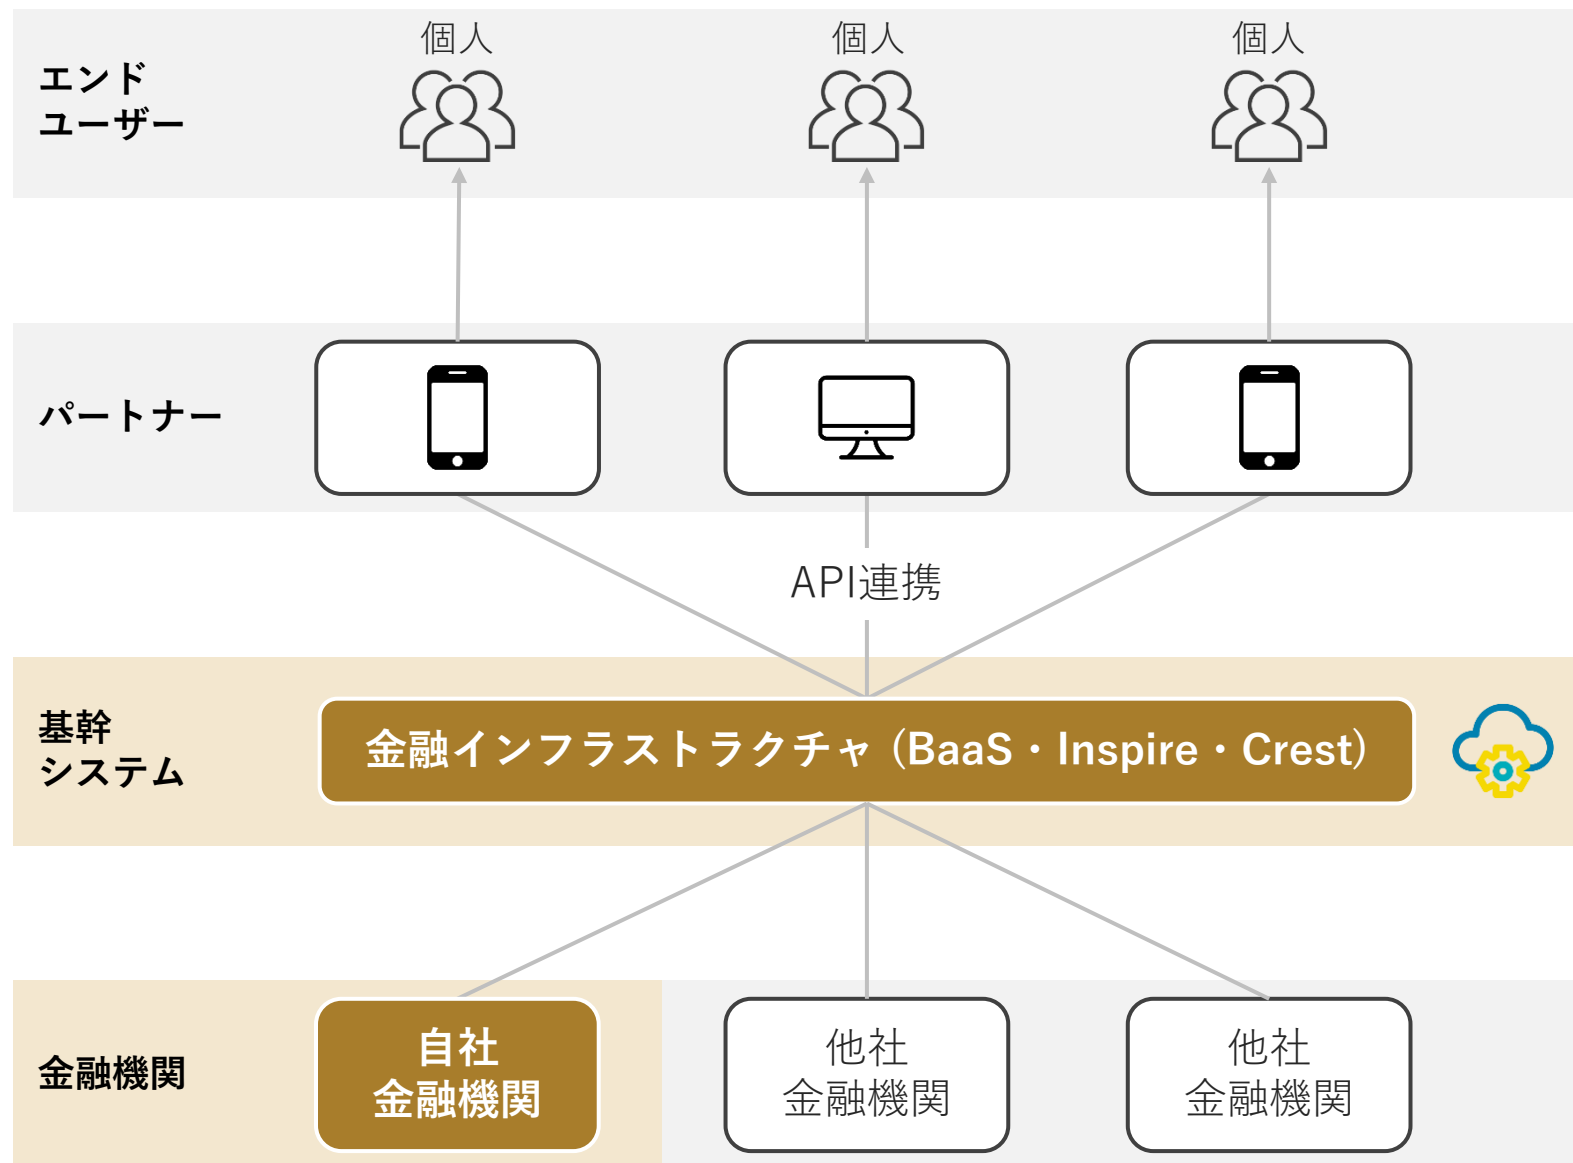 エンド
ユーザー
個人
個人
個人
パートナー
API連携
基幹
システム
金融インフラストラクチャ (BaaS・Inspire・Crest)
金融機関
自社
金融機関
他社
金融機関
他社
金融機関